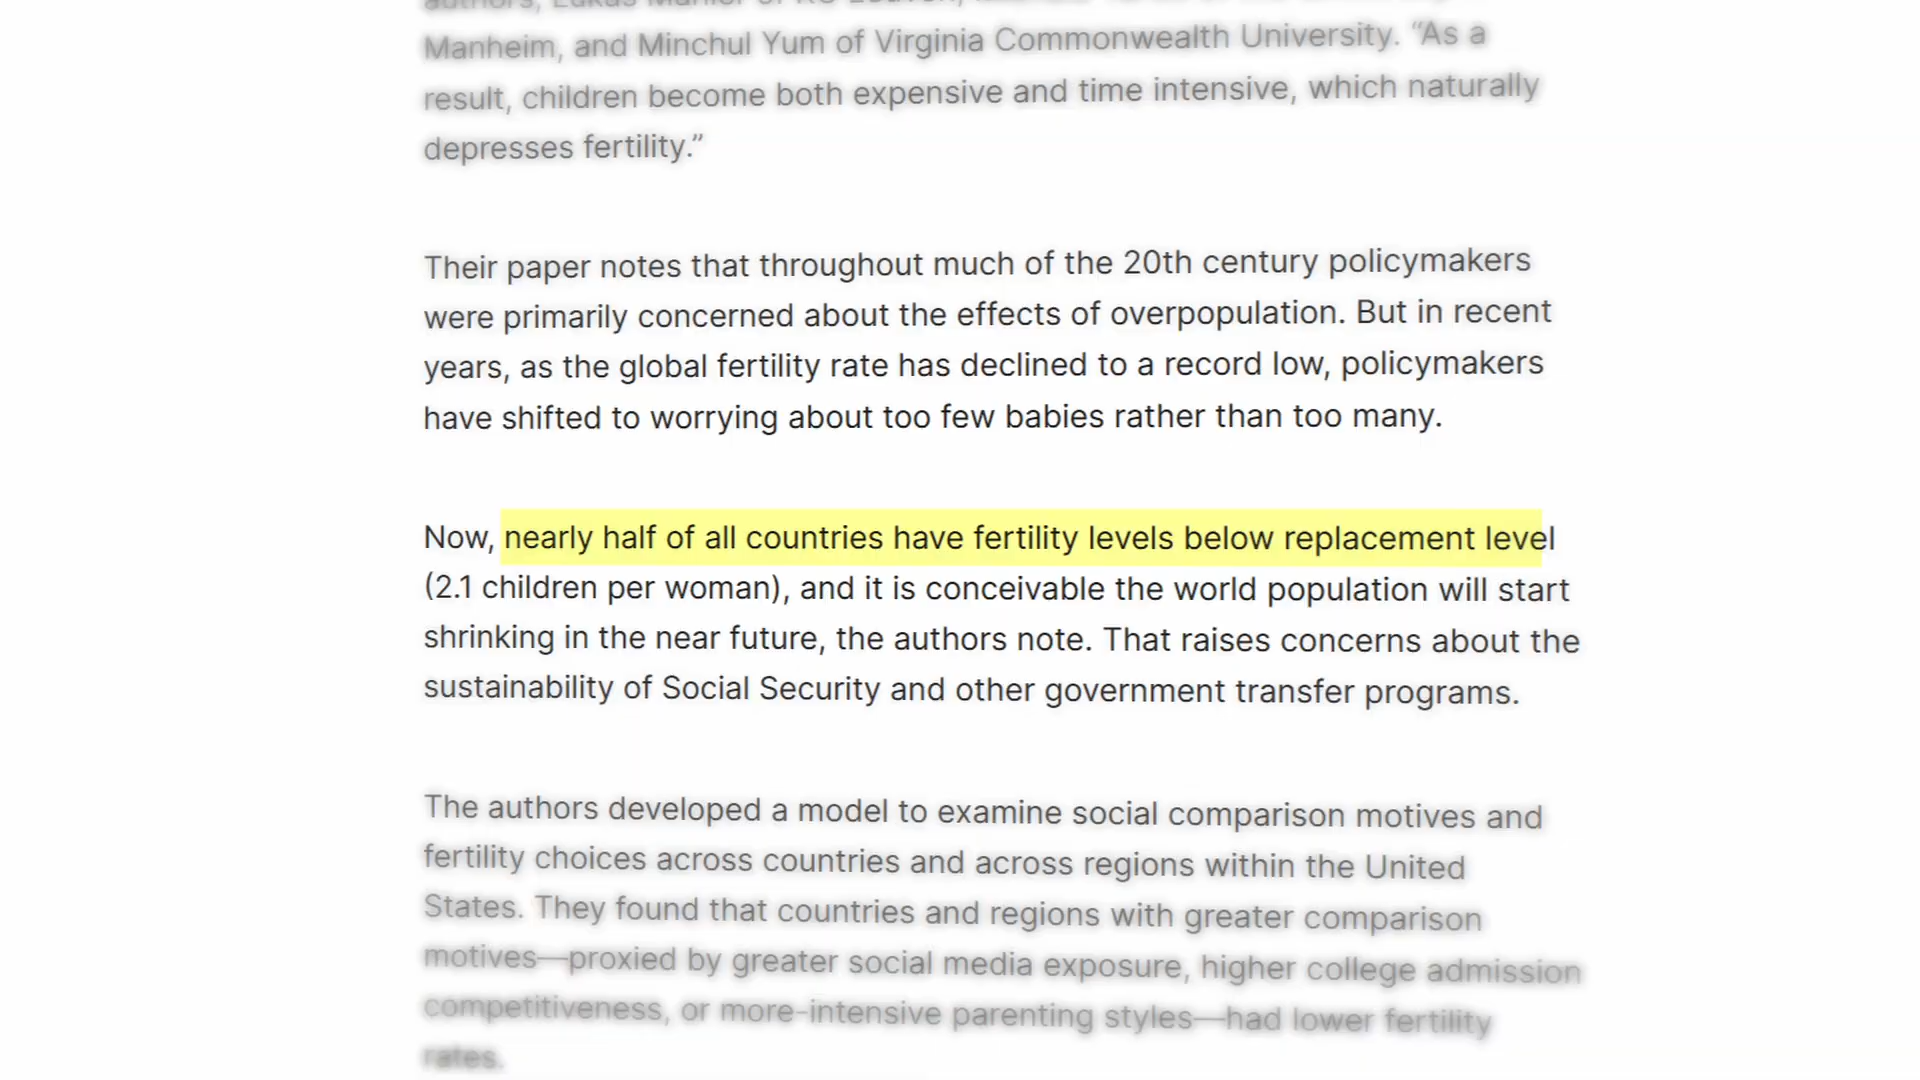 Manheim, and Minchul Yum of Virginia Commonwealth University. “As a
result, children become both expensive and time intensive, which naturally
depresses fertility.”
Their paper notes that throughout much of the 20th century policymakers
were primarily concerned about the effects of overpopulation. But in recent
years, as the global fertility rate has declined to a record low, policymakers
have shifted to worrying about too few babies rather than too many.
Now, nearly half of all countries have fertility levels below replacement level
(2.1 children per woman), and it is conceivable the world population will start
shrinking in the near future, the authors note. That raises concerns about the
sustainability of Social Security and other government transfer programs.
The authors developed a model to examine social comparison motives and
fertility choices across countries and across regions within the United
States. They found that countries and regions with greater comparison
motives—proxied by greater social media exposure, higher college admission
competitiveness, or more-intensive parenting styles—had lower fertility
rates.